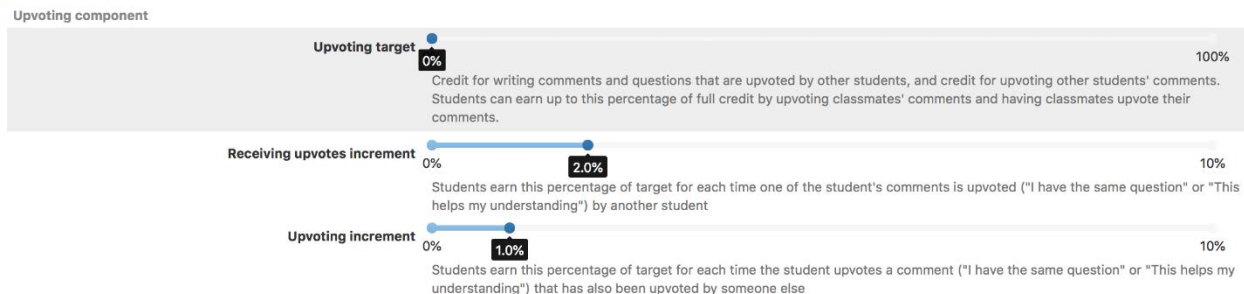 Upvoting component
Upvoting target
0%
100%
Credit for writing comments and questions that are upvoted by other students, and credit for upvoting other students' comments.
Students can earn up to this percentage of full credit by upvoting classmates' comments and having classmates upvote their
comments.
Receiving upvotes increment
0%
2.0%
10%
Students earn this percentage of target for each time one of the student's comments is upvoted ("I have the same question" or "This
helps my understanding") by another student
Upvoting increment
0%
1.0%
10%
Students earn this percentage of target for each time the student upvotes a comment ("I have the same question" or "This helps my
understanding") that has also been upvoted by someone else